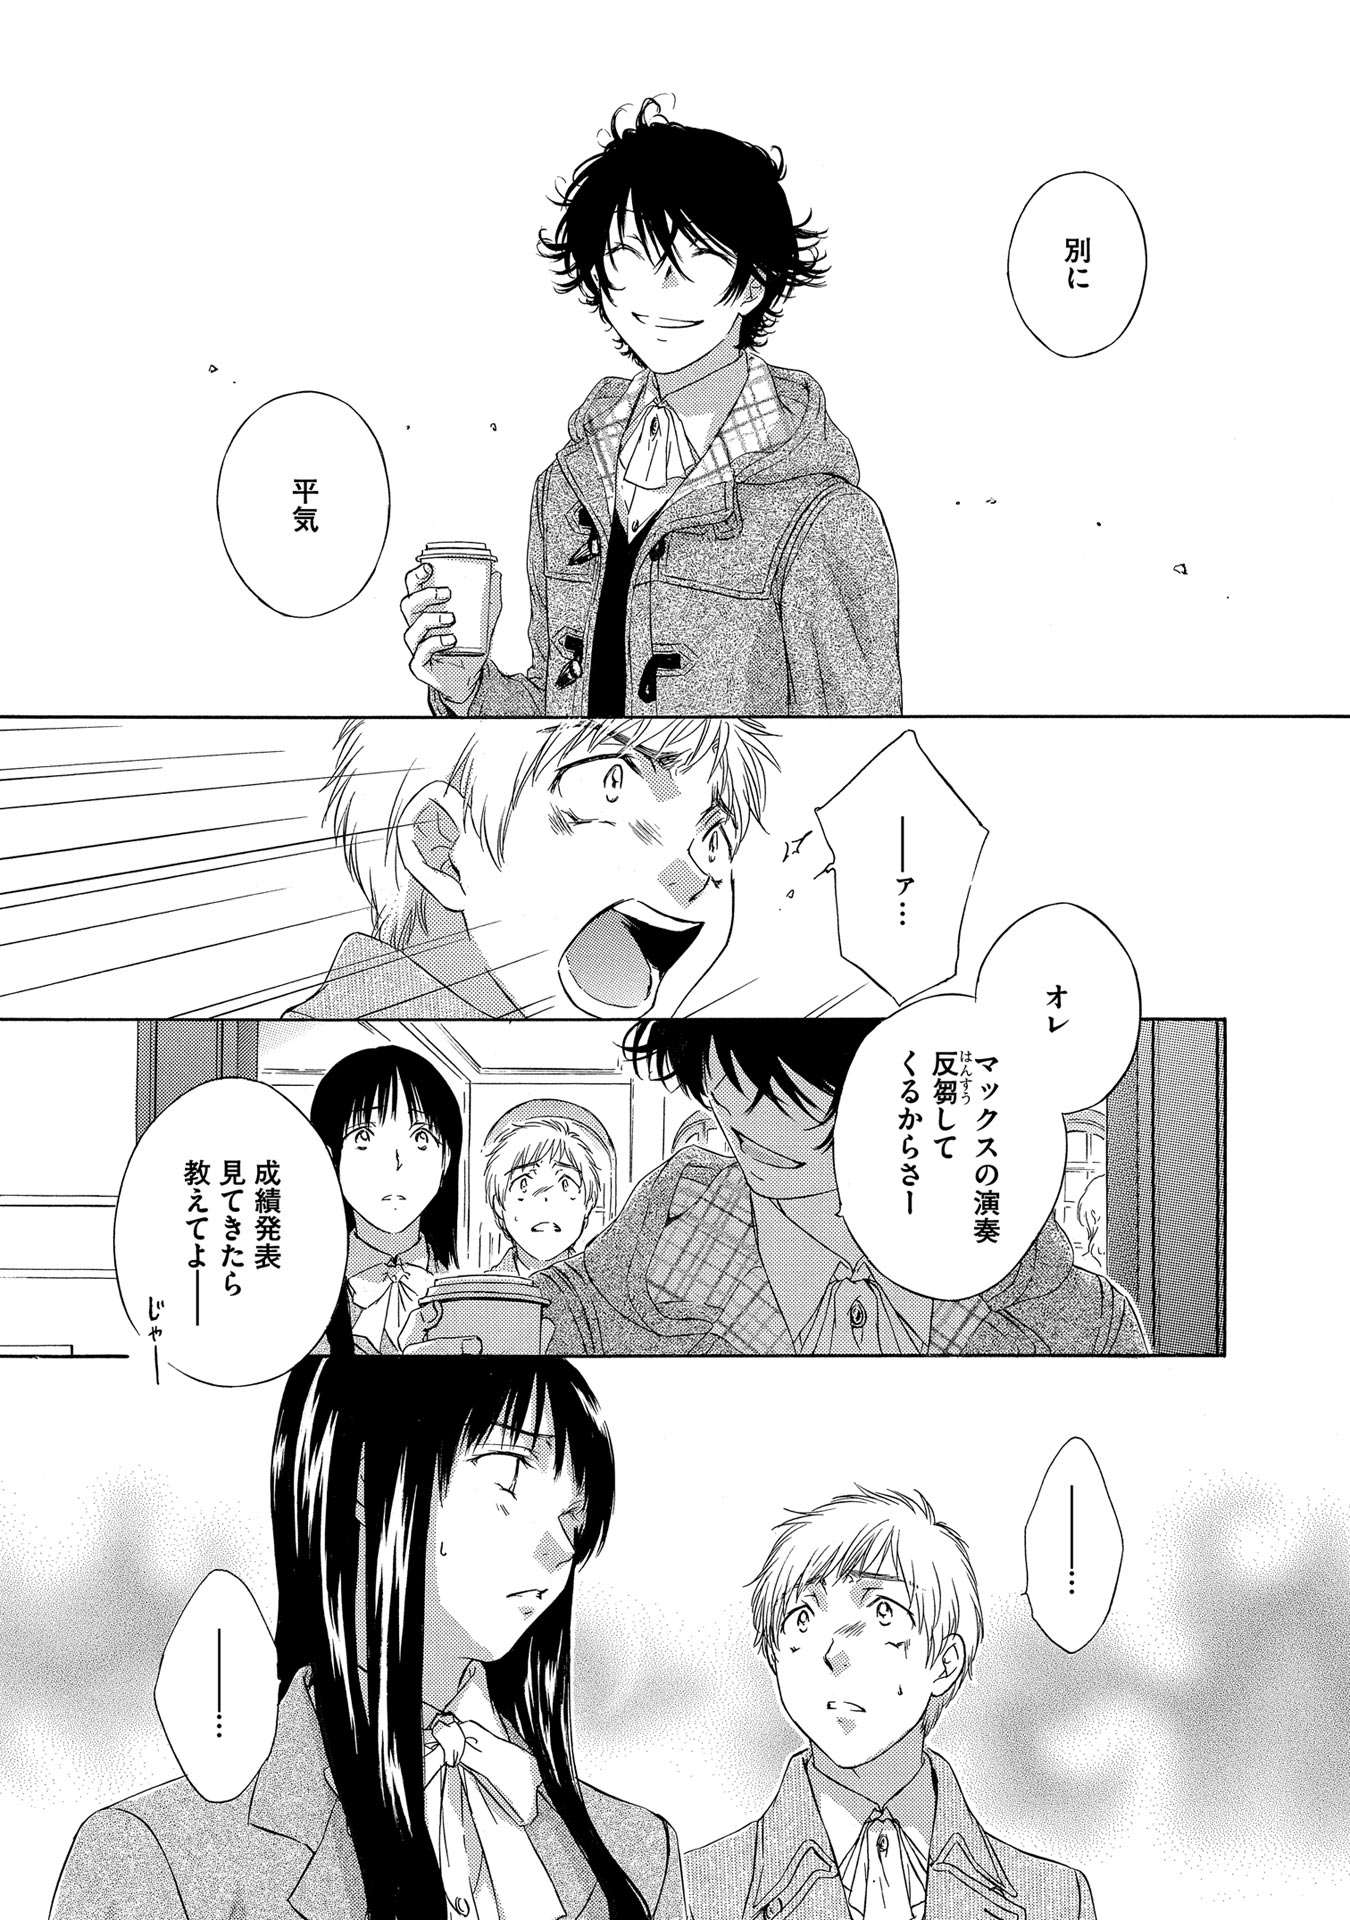 別に
平気
──ァ…
オレ
マックスの演奏
反芻して
はんすう
くるからさー
成績発表
見てきたら
教えてよ──
じゃー
──…
──…